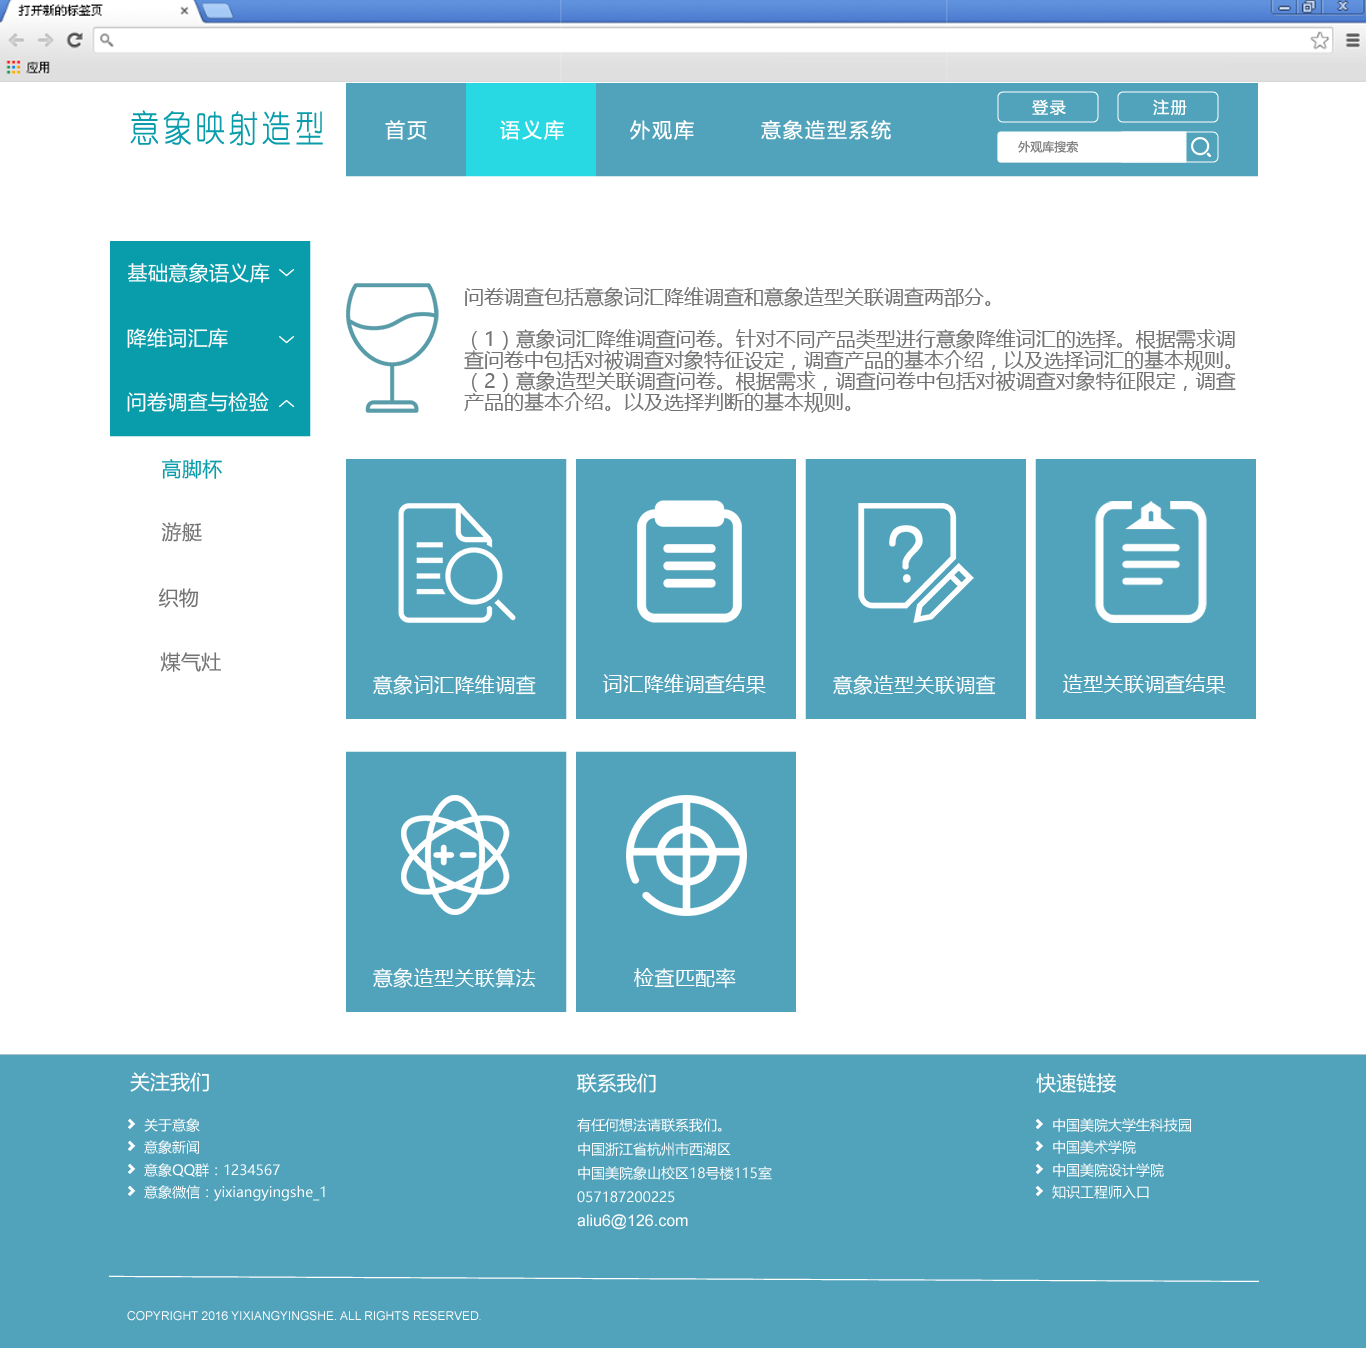 打开新的标签页
应用
意象映射造型
首页
语义库
外观库
意象造型系统
登录
注册
外观库搜索
基础意象语义库
降维词汇库
问卷调查与检验
高脚杯
游艇
织物
煤气灶
问卷调查包括意象词汇降维调查和意象造型关联调查两部分。
（1）意象词汇降维调查问卷。针对不同产品类型进行意象降维词汇的选择。根据需求调
查问卷中包括对被调查对象特征设定，调查产品的基本介绍，以及选择词汇的基本规则。
（2）意象造型关联调查问卷。根据需求，调查问卷中包括对被调查对象特征限定，调查
产品的基本介绍。以及选择判断的基本规则。
意象词汇降维调查
词汇降维调查结果
意象造型关联调查
造型关联调查结果
意象造型关联算法
检查匹配率
关注我们
关于意象
意象新闻
意象QQ群：1234567
意象微信：yixiangyingshe_1
联系我们
有任何想法请联系我们。
中国浙江省杭州市西湖区
中国美院象山校区18号楼115室
057187200225
aliu6@126.com
快速链接
中国美院大学生科技园
中国美术学院
中国美院设计学院
知识工程师入口
COPYRIGHT 2016 YIXIANGYINGSHE. ALL RIGHTS RESERVED.